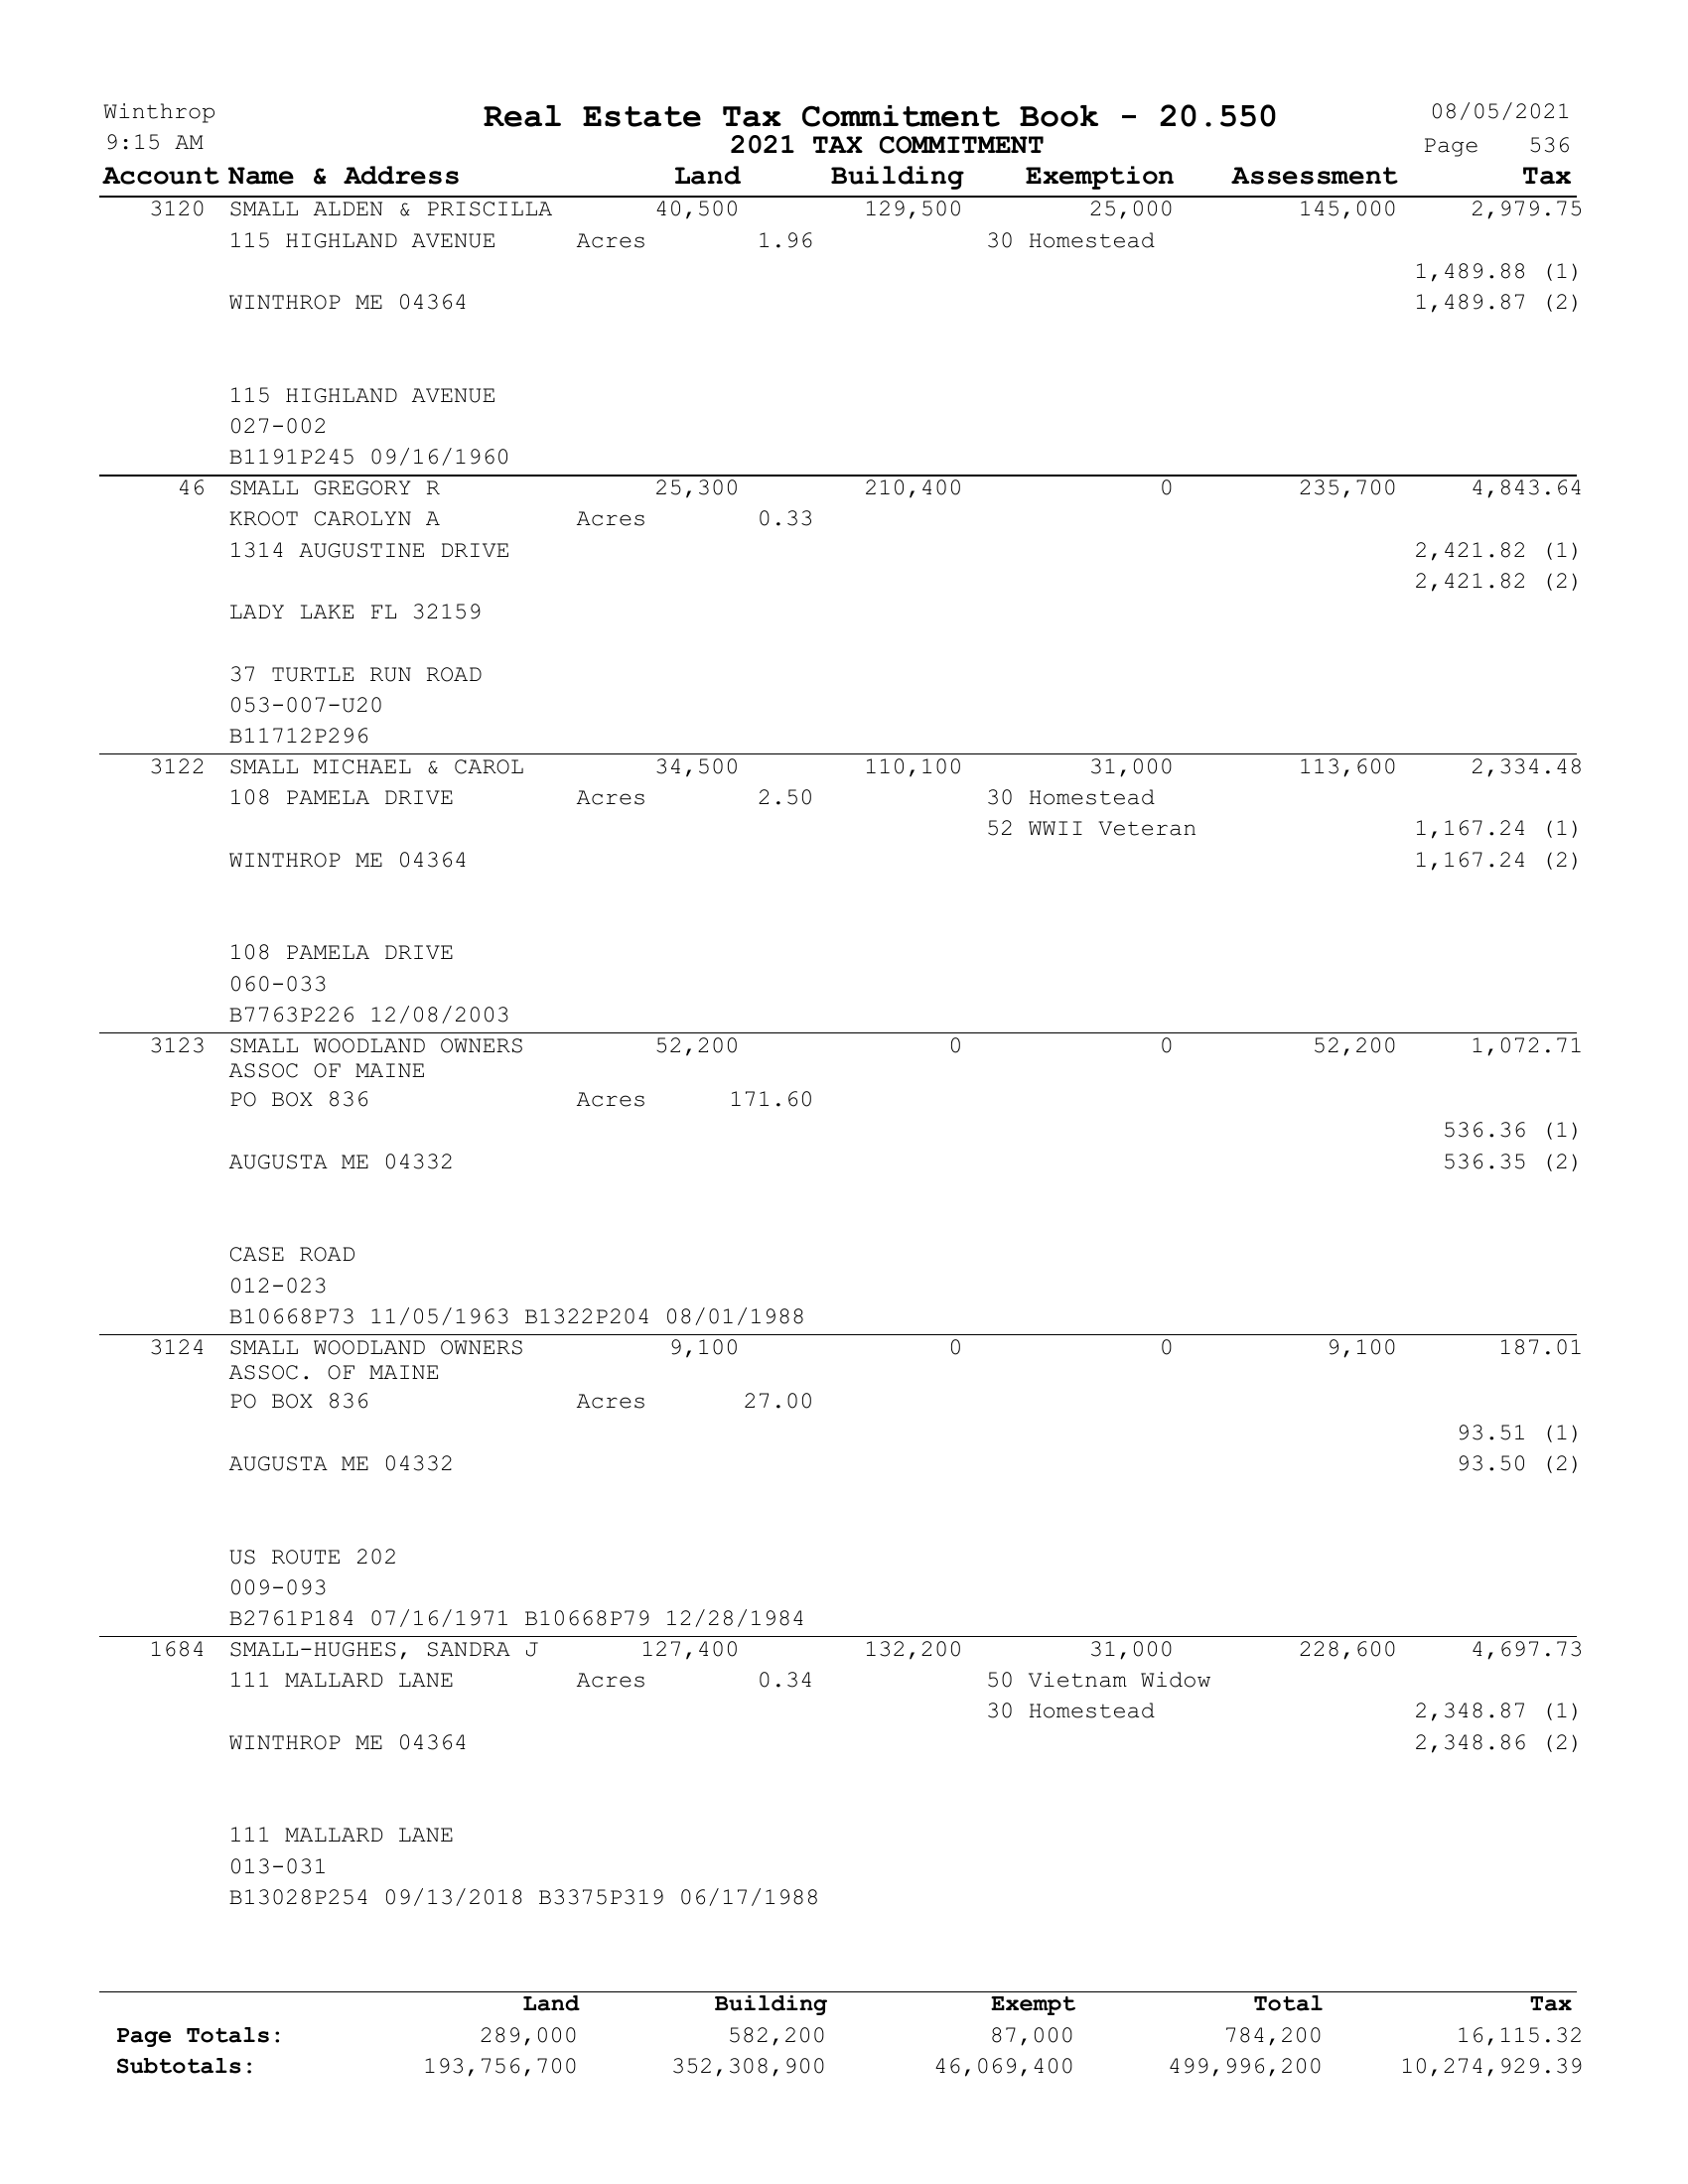 Winthrop Real Estate Tax Commitment Book - 20.550 08/05/2021
9:15 AM 2021 TAX COMMITMENT Page 536
Account Name & Address Land Building Exemption Assessment Tax
3120 SMALL ALDEN & PRISCILLA 40,500 129,500 25,000 145,000 2,979.75
115 HIGHLAND AVENUE Acres 1.96 30 Homestead
1,489.88 (1)
WINTHROP ME 04364 1,489.87 (2)
115 HIGHLAND AVENUE
027-002
B1191P245 09/16/1960
46 SMALL GREGORY R 25,300 210,400 0 235,700 4,843.64
KROOT CAROLYN A Acres 0.33
1314 AUGUSTINE DRIVE 2,421.82 (1)
2,421.82 (2)
LADY LAKE FL 32159
37 TURTLE RUN ROAD
053-007-U20
B11712P296
3122 SMALL MICHAEL & CAROL 34,500 110,100 31,000 113,600 2,334.48
108 PAMELA DRIVE Acres 2.50 30 Homestead
52 WWII Veteran 1,167.24 (1)
WINTHROP ME 04364 1,167.24 (2)
108 PAMELA DRIVE
060-033
B7763P226 12/08/2003
3123 SMALL WOODLAND OWNERS 52,200 0 0 52,200 1,072.71
ASSOC OF MAINE
PO BOX 836 Acres 171.60
536.36 (1)
AUGUSTA ME 04332 536.35 (2)
CASE ROAD
012-023
B10668P73 11/05/1963 B1322P204 08/01/1988
3124 SMALL WOODLAND OWNERS 9,100 0 0 9,100 187.01
ASSOC. OF MAINE
PO BOX 836 Acres 27.00
93.51 (1)
AUGUSTA ME 04332 93.50 (2)
US ROUTE 202
009-093
B2761P184 07/16/1971 B10668P79 12/28/1984
1684 SMALL-HUGHES, SANDRA J 127,400 132,200 31,000 228,600 4,697.73
111 MALLARD LANE Acres 0.34 50 Vietnam Widow
30 Homestead 2,348.87 (1)
WINTHROP ME 04364 2,348.86 (2)
111 MALLARD LANE
013-031
B13028P254 09/13/2018 B3375P319 06/17/1988
Land Building Exempt Total Tax
Page Totals: 289,000 582,200 87,000 784,200 16,115.32
Subtotals: 193,756,700 352,308,900 46,069,400 499,996,200 10,274,929.39